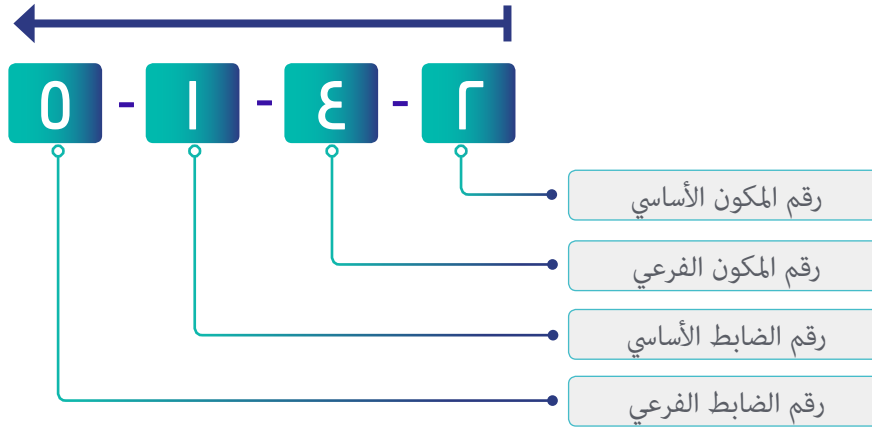 ٢ - ٤ - ١ - ٥
رقم المكون الأساسي
رقم المكون الفرعي
رقم الضابط الأساسي
رقم الضابط الفرعي